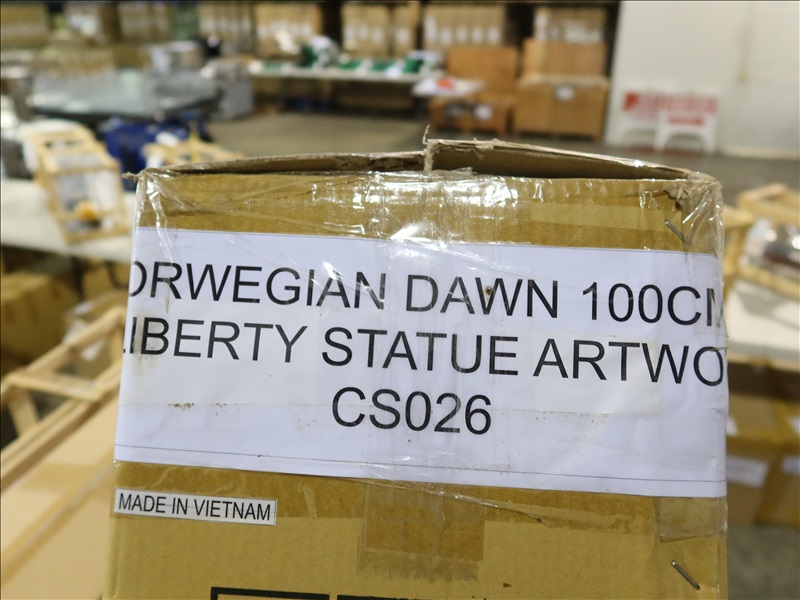 ORWEGIAN DAWN 100CM
LIBERTY STATUE ARTWO
CS026
MADE IN VIETNAM